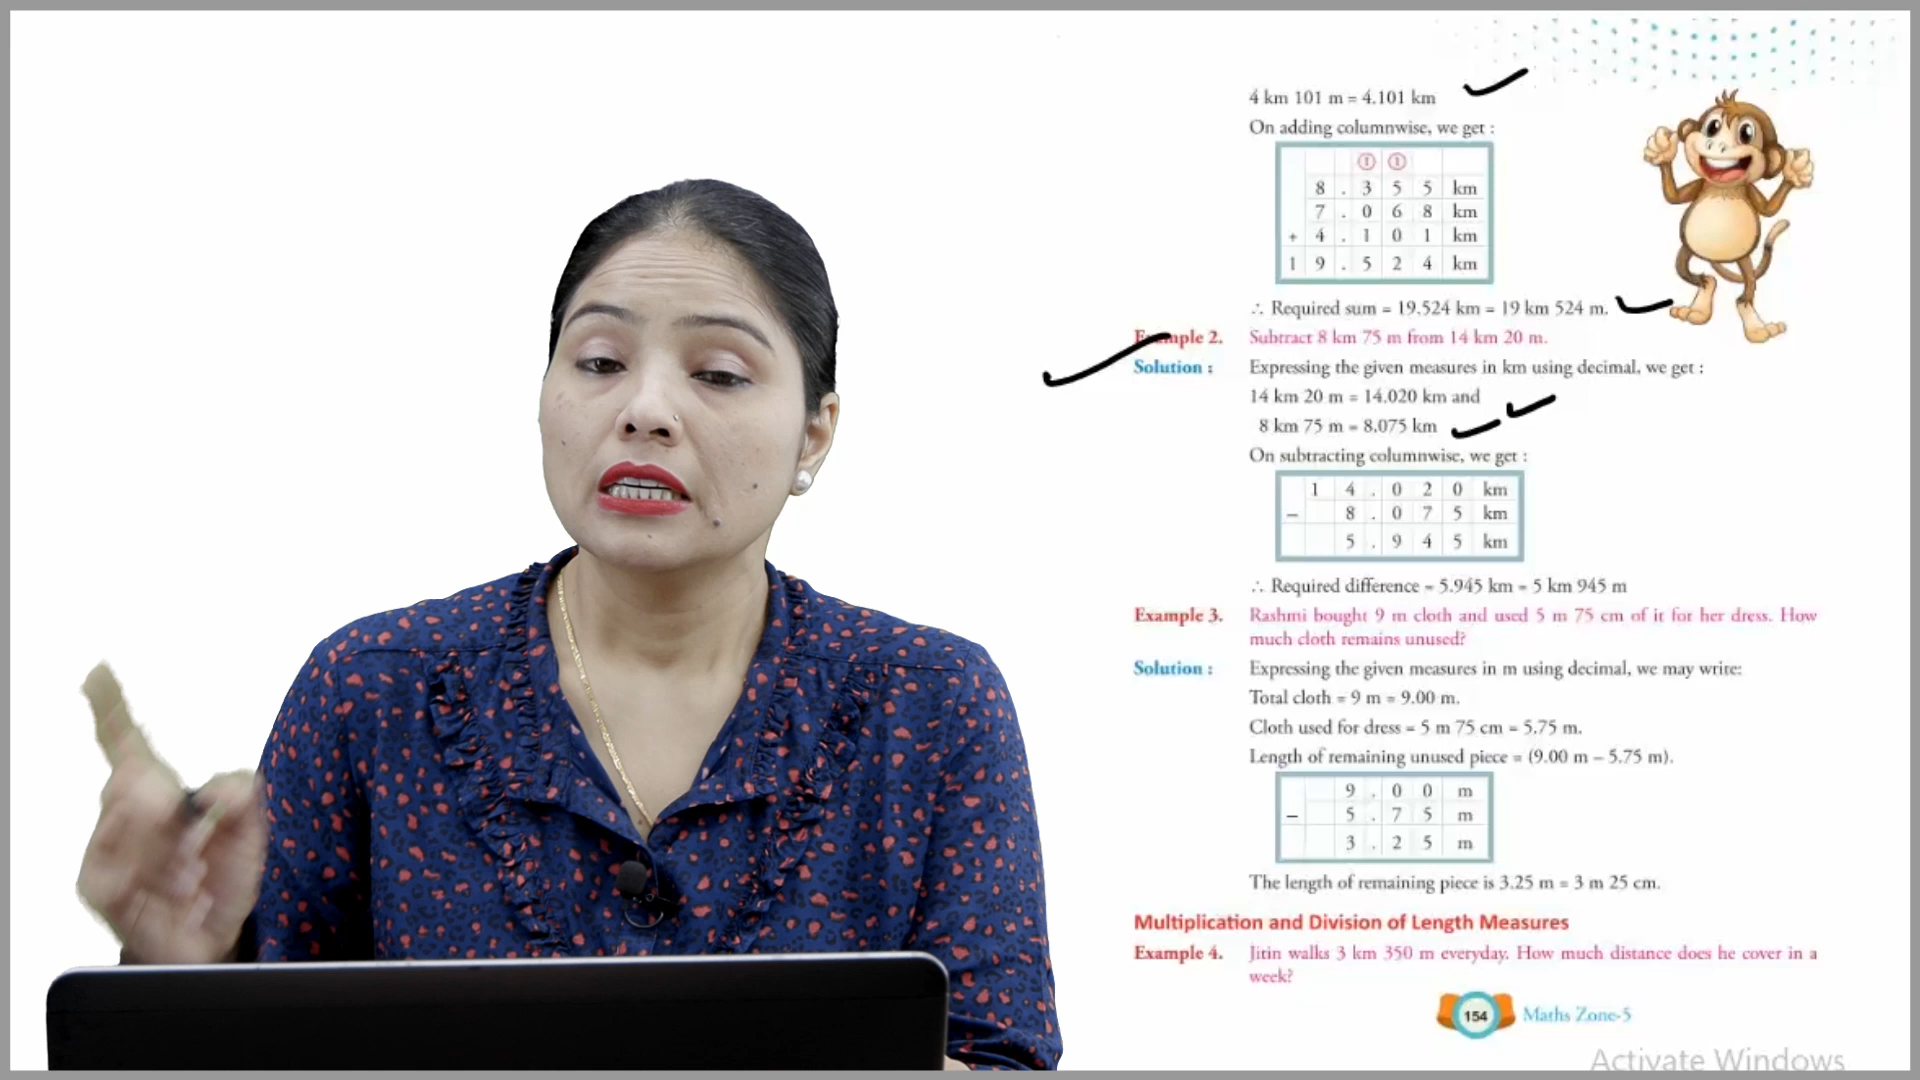 4 km 101 m = 4.101 km
On adding columnwise, we get :
1 1
8 . 3 5 5 km
7 . 0 6 8 km
+ 4 . 1 0 1 km
1 9 . 5 2 4 km
∴ Required sum = 19.524 km = 19 km 524 m.
Example 2. Subtract 8 km 75 m from 14 km 20 m.
Solution : Expressing the given measures in km using decimal, we get :
14 km 20 m = 14.020 km and
8 km 75 m = 8.075 km
On subtracting columnwise, we get :
1 4 . 0 2 0 km
– 8 . 0 7 5 km
5 . 9 4 5 km
∴ Required difference = 5.945 km = 5 km 945 m
Example 3. Rashmi bought 9 m cloth and used 5 m 75 cm of it for her dress. How
much cloth remains unused?
Solution : Expressing the given measures in m using decimal, we may write:
Total cloth = 9 m = 9.00 m.
Cloth used for dress = 5 m 75 cm = 5.75 m.
Length of remaining unused piece = (9.00 m – 5.75 m).
9 . 0 0 m
– 5 . 7 5 m
3 . 2 5 m
The length of remaining piece is 3.25 m = 3 m 25 cm.
Multiplication and Division of Length Measures
Example 4. Jitin walks 3 km 350 m everyday. How much distance does he cover in a
week?
154 Maths Zone-5
Activate Windows